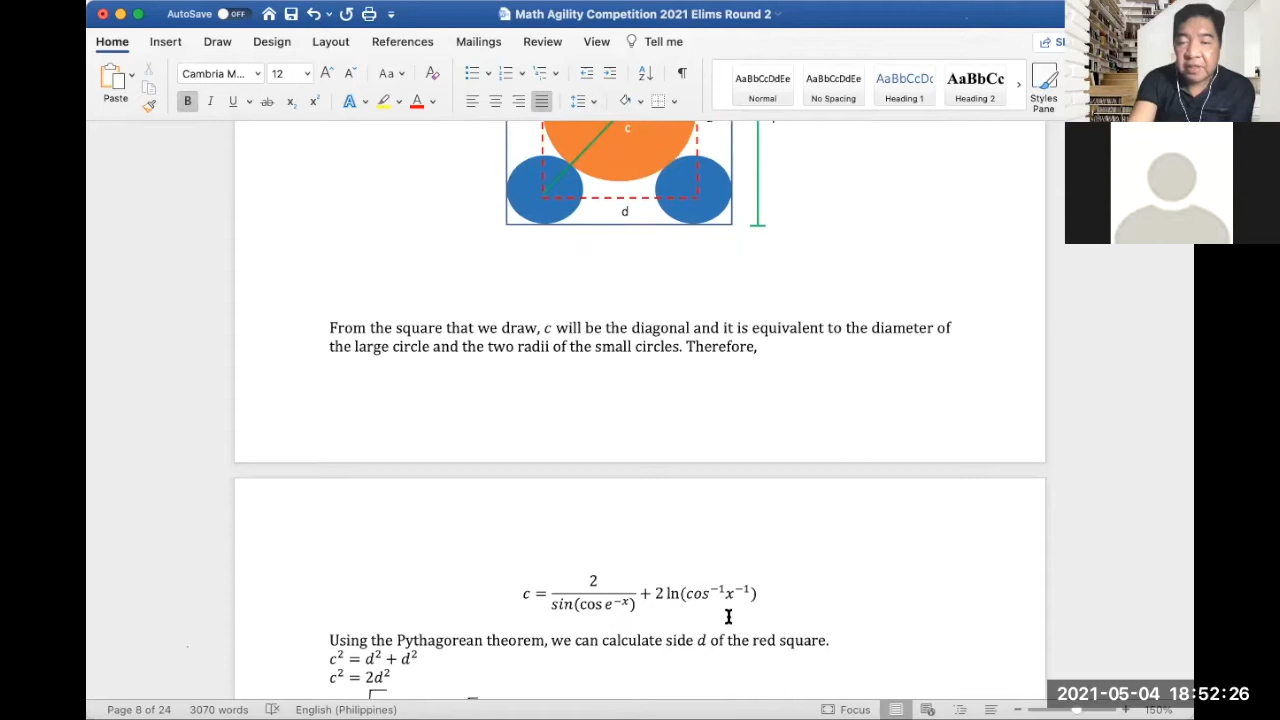 AutoSave OFF
Math Agility Competition 2021 Elims Round 2
Home Insert Draw Design Layout References Mailings Review View Tell me
Paste
Cambria M... 12
Aa
AaBbCcDdEe AaBbCcDdEe AaBbCcDc AaBbCc
Normal No Spacing Heading 1 Heading 2
Styles Pane
c
d
From the square that we draw, c will be the diagonal and it is equivalent to the diameter of
the large circle and the two radii of the small circles. Therefore,
c = 2/sin(cos e⁻ˣ) + 2 ln(cos⁻¹x⁻¹)
Using the Pythagorean theorem, we can calculate side d of the red square.
c² = d² + d²
c² = 2d²
Page 8 of 24 3070 words English (Philippines) Focus 150%
2021-05-04 18:52:26